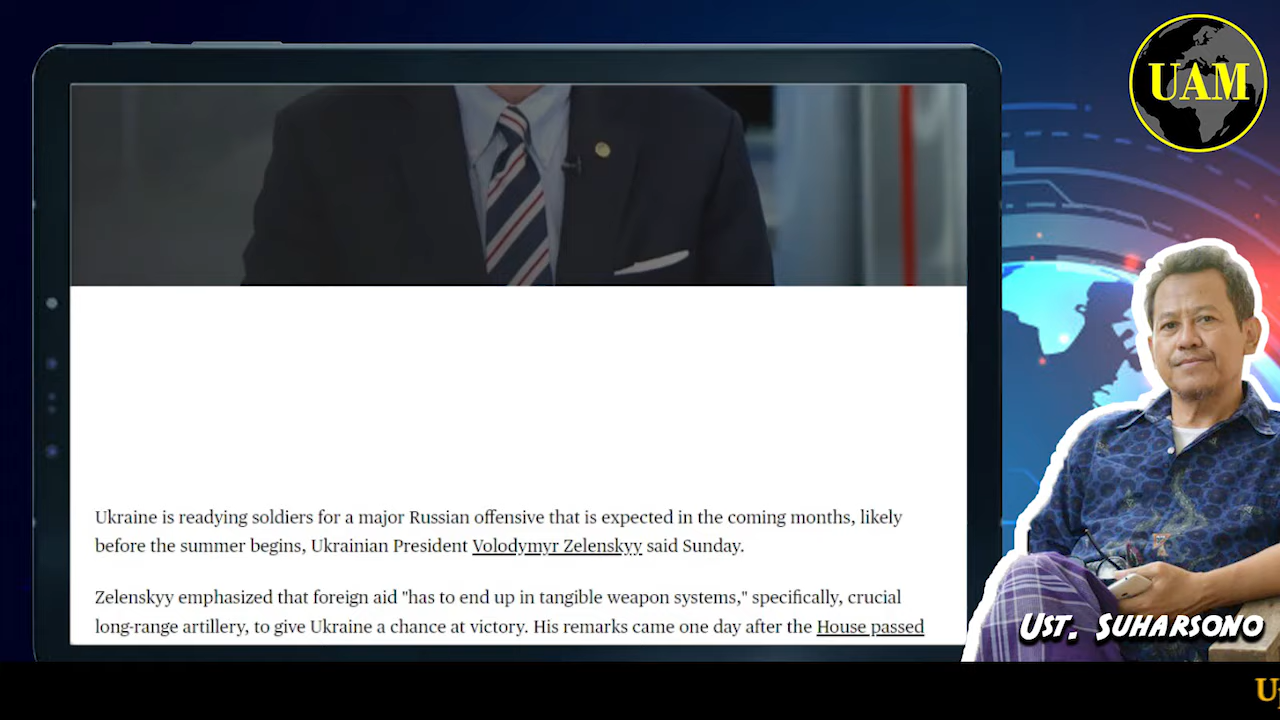 UAM
Ukraine is readying soldiers for a major Russian offensive that is expected in the coming months, likely
before the summer begins, Ukrainian President Volodymyr Zelenskyy said Sunday.
Zelenskyy emphasized that foreign aid "has to end up in tangible weapon systems," specifically, crucial
long-range artillery, to give Ukraine a chance at victory. His remarks came one day after the House passed
Ust. Suharsono